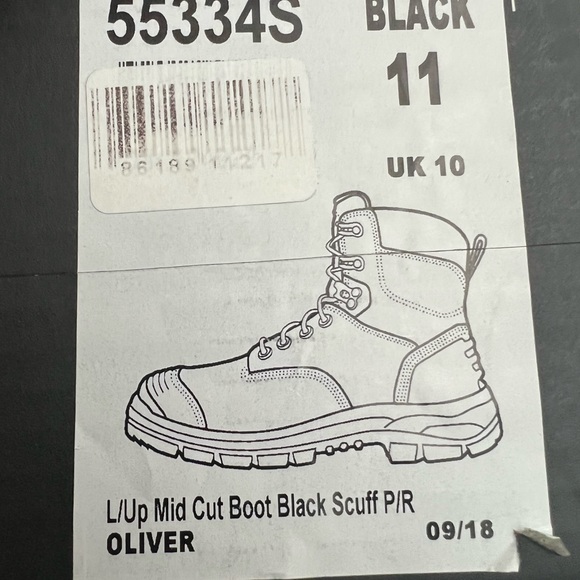 55334S
BLACK
11
UK 10
L/Up Mid Cut Boot Black Scuff P/R
OLIVER
09/18